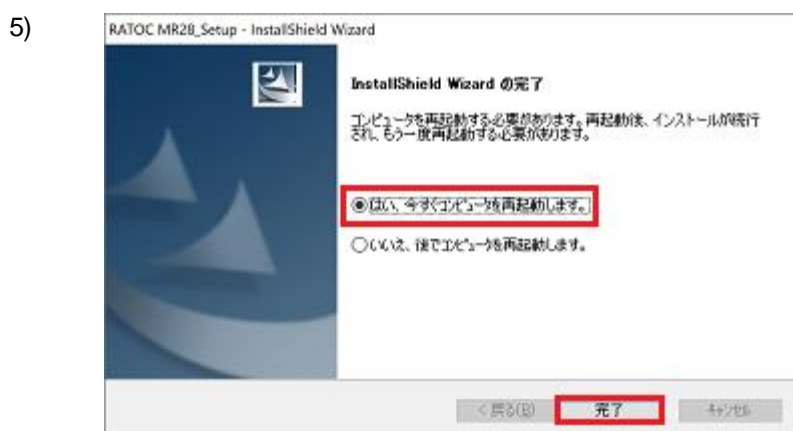 5)
RATOC MR28_Setup - InstallShield Wizard
InstallShield Wizard の完了
コンピュータを再起動する必要があります。再起動後、インストールが続行
され、もう一度再起動する必要があります。
はい、今すぐコンピュータを再起動します。
いいえ、後でコンピュータを再起動します。
< 戻る(B) 完了 キャンセル